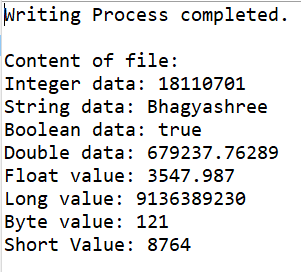 Writing Process completed.
Content of file:
Integer data: 18110701
String data: Bhagyashree
Boolean data: true
Double data: 679237.76289
Float value: 3547.987
Long value: 9136389230
Byte value: 121
Short Value: 8764